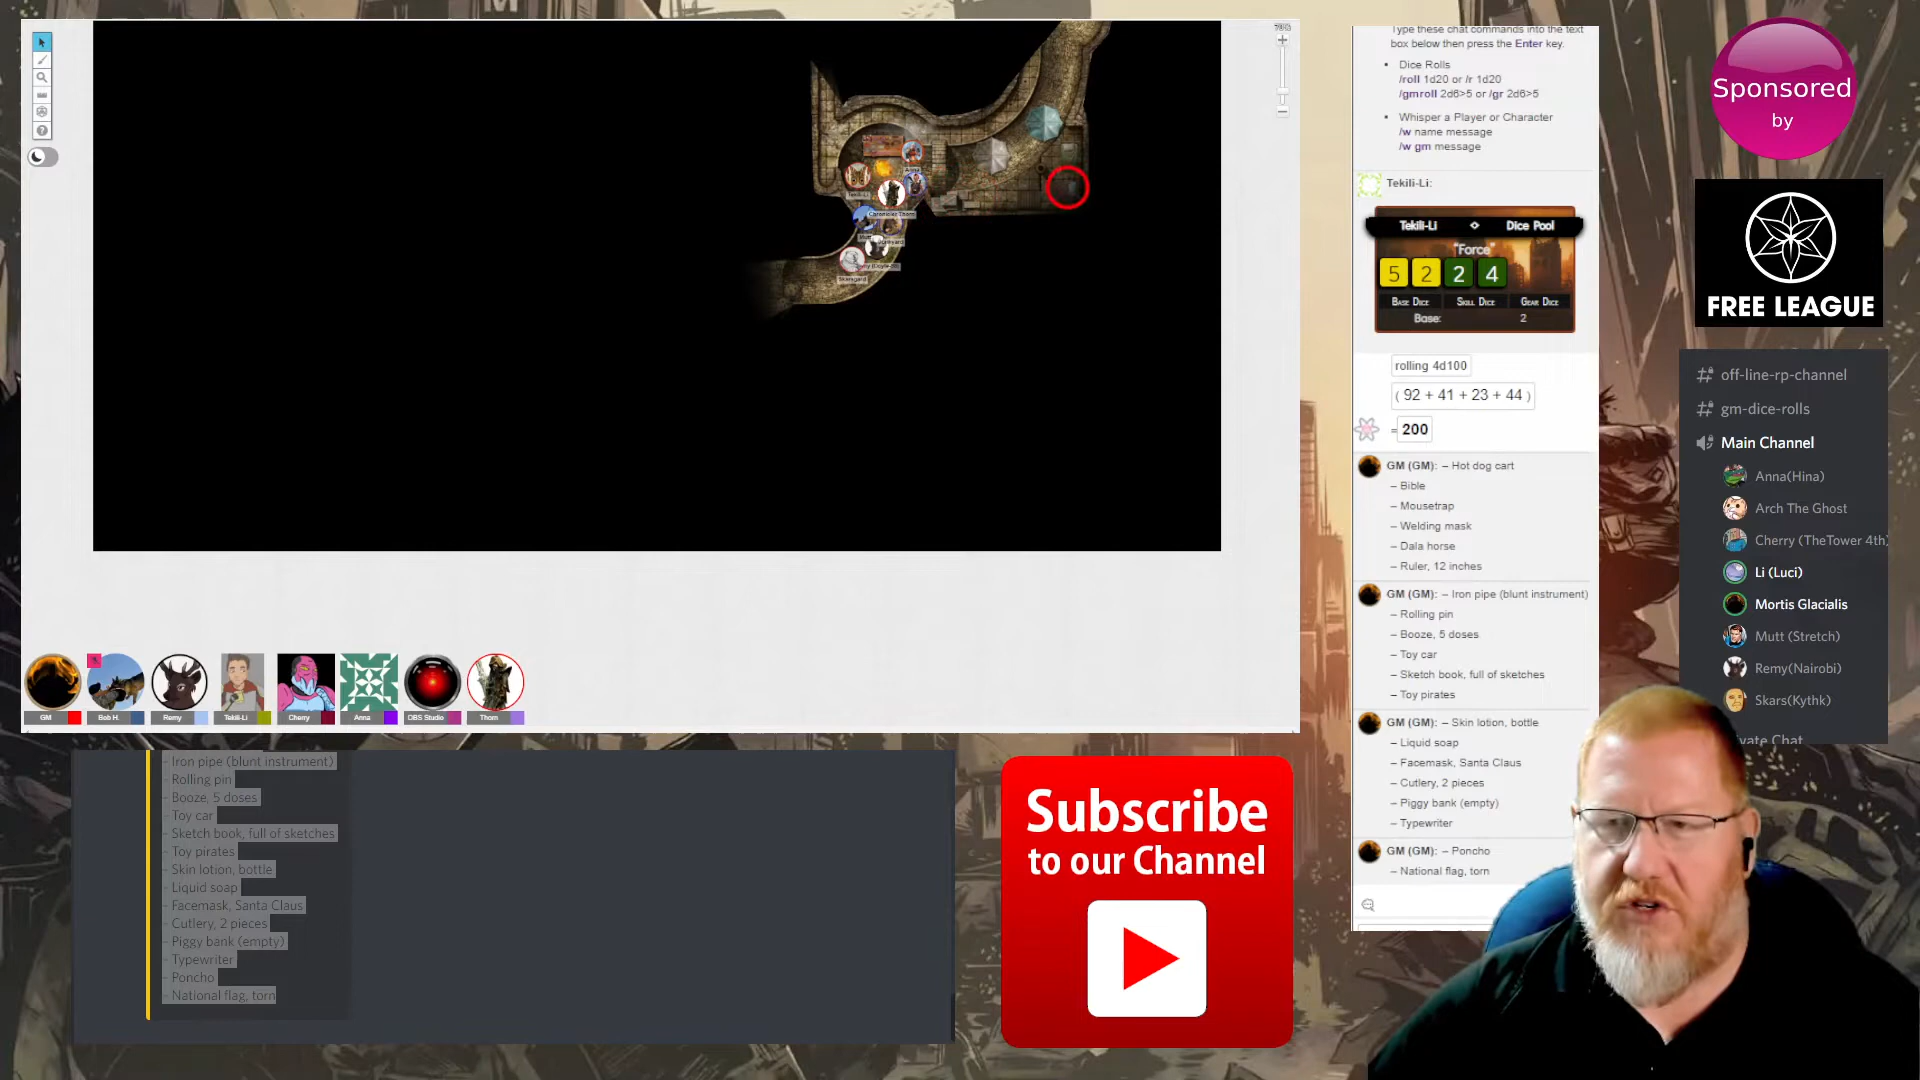 70%
Anna
Tekili-Li
Chronicler Thorn
Skarsgard
GM
Bob H.
Remy
Tekili-Li
Cherry
Anna
OBS Studio
Thorn
- Iron pipe (blunt instrument)
- Rolling pin
- Booze, 5 doses
- Toy car
- Sketch book, full of sketches
- Toy pirates
- Skin lotion, bottle
- Liquid soap
- Facemask, Santa Claus
- Cutlery, 2 pieces
- Piggy bank (empty)
- Typewriter
- Poncho
- National flag, torn
Subscribe
to our Channel
Type these chat commands into the text
box below then press the Enter key.
Dice Rolls
/roll 1d20 or /r 1d20
/gmroll 2d6>5 or /gr 2d6>5
Whisper a Player or Character
/w name message
/w gm message
Tekili-Li:
Tekili-Li
Dice Pool
"Force"
5 2 2 4
Base Dice Skill Dice Gear Dice
Base: 2
rolling 4d100
( 92 + 41 + 23 + 44 )
= 200
GM (GM): – Hot dog cart
– Bible
– Mousetrap
– Welding mask
– Dala horse
– Ruler, 12 inches
GM (GM): – Iron pipe (blunt instrument)
– Rolling pin
– Booze, 5 doses
– Toy car
– Sketch book, full of sketches
– Toy pirates
GM (GM): – Skin lotion, bottle
– Liquid soap
– Facemask, Santa Claus
– Cutlery, 2 pieces
– Piggy bank (empty)
– Typewriter
GM (GM): – Poncho
– National flag, torn
Sponsored
by
FREE LEAGUE
# off-line-rp-channel
# gm-dice-rolls
Main Channel
Anna(Hina)
Arch The Ghost
Cherry (TheTower 4th)
Li (Luci)
Mortis Glacialis
Mutt (Stretch)
Remy(Nairobi)
Skars(Kythk)
vate Chat